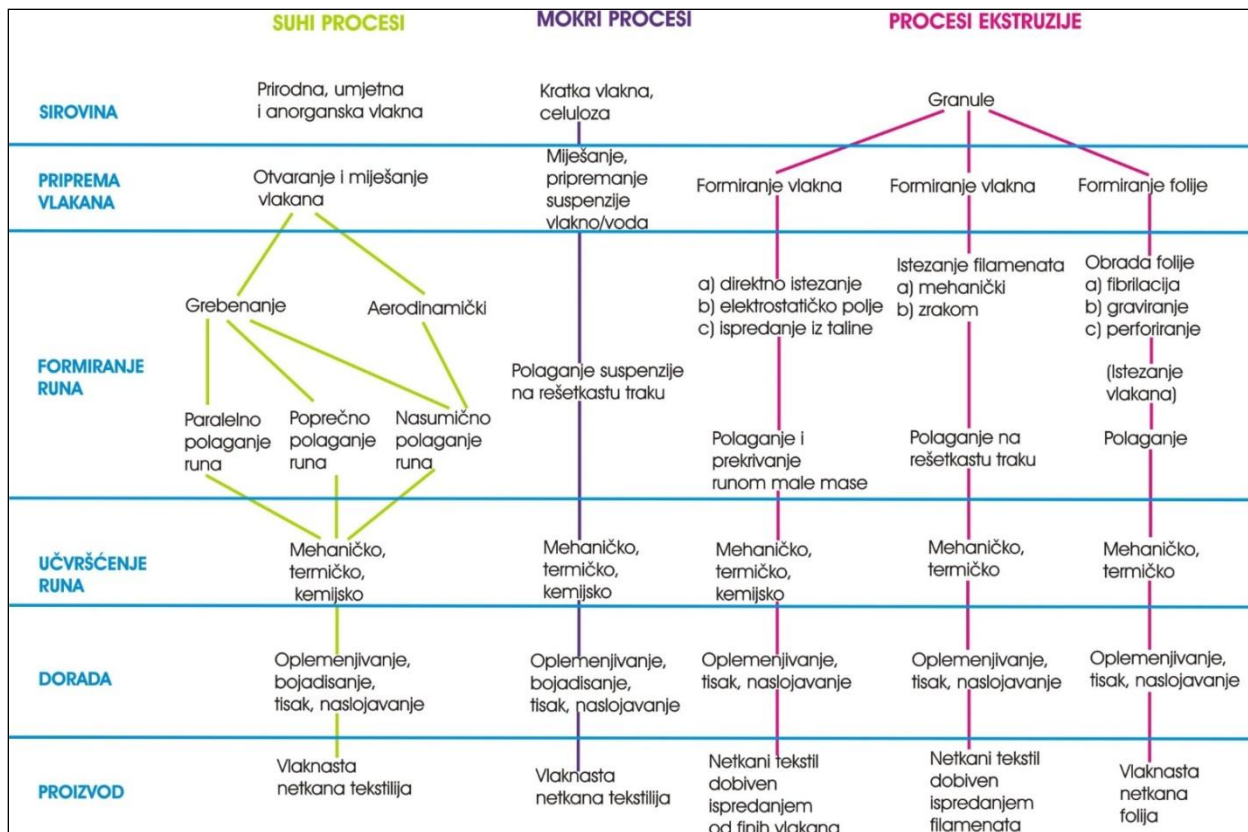 SUHI PROCESI
MOKRI PROCESI
PROCESI EKSTRUZIJE
SIROVINA
Prirodna, umjetna
i anorganska vlakna
Kratka vlakna,
celuloza
Granule
PRIPREMA
VLAKANA
Otvaranje i miješanje
vlakana
Miješanje,
pripremanje
suspenzije
vlakno/voda
Formiranje vlakna
Formiranje vlakna
Formiranje folije
FORMIRANJE
RUNA
Grebenanje
Aerodinamički
Paralelno
polaganje
runa
Poprečno
polaganje
runa
Nasumično
polaganje
runa
Polaganje suspenzije
na rešetkastu traku
a) direktno istezanje
b) elektrostatičko polje
c) ispredanje iz taline
Polaganje i
prekrivanje
runom male mase
Istezanje filamenata
a) mehanički
b) zrakom
Polaganje na
rešetkastu traku
Obrada folije
a) fibrilacija
b) graviranje
c) perforiranje
(Istezanje
vlakana)
Polaganje
UČVRŠĆENJE
RUNA
Mehaničko,
termičko,
kemijsko
Mehaničko,
termičko,
kemijsko
Mehaničko,
termičko,
kemijsko
Mehaničko,
termičko
Mehaničko,
termičko
DORADA
Oplemenjivanje,
bojadisanje,
tisak, naslojavanje
Oplemenjivanje,
bojadisanje,
tisak, naslojavanje
Oplemenjivanje,
tisak, naslojavanje
Oplemenjivanje,
tisak, naslojavanje
Oplemenjivanje,
tisak, naslojavanje
PROIZVOD
Vlaknasta
netkana tekstilija
Vlaknasta
netkana tekstilija
Netkani tekstil
dobiven
ispredanjem
od finih vlakana
Netkani tekstil
dobiven
ispredanjem
filamenata
Vlaknasta
netkana
folija